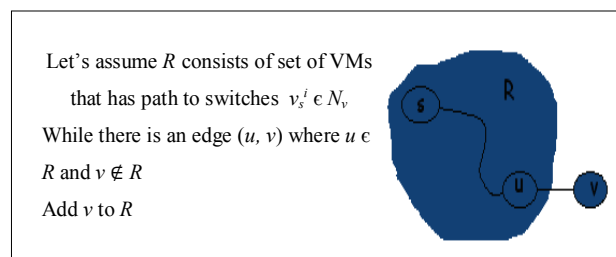 Let's assume R consists of set of VMs
that has path to switches vₛⁱ ϵ Nᵥ
While there is an edge (u, v) where u ϵ
R and v ∉ R
Add v to R
R
s
u
v